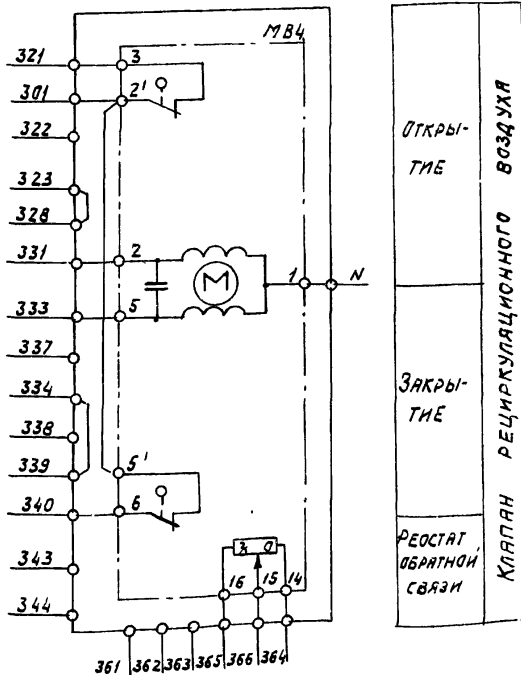 МВ4
321
3
301
2'
322
323
328
331
2
M
1
N
333
5
337
334
338
339
5'
340
6
343
З
О
344
16
15
14
361
362
363
365
366
364
ОТКРЫ-
ТИЕ
ЗАКРЫ-
ТИЕ
РЕОСТАТ
ОБРАТНОЙ
СВЯЗИ
КЛАПАН РЕЦИРКУЛЯЦИОННОГО ВОЗДУХА